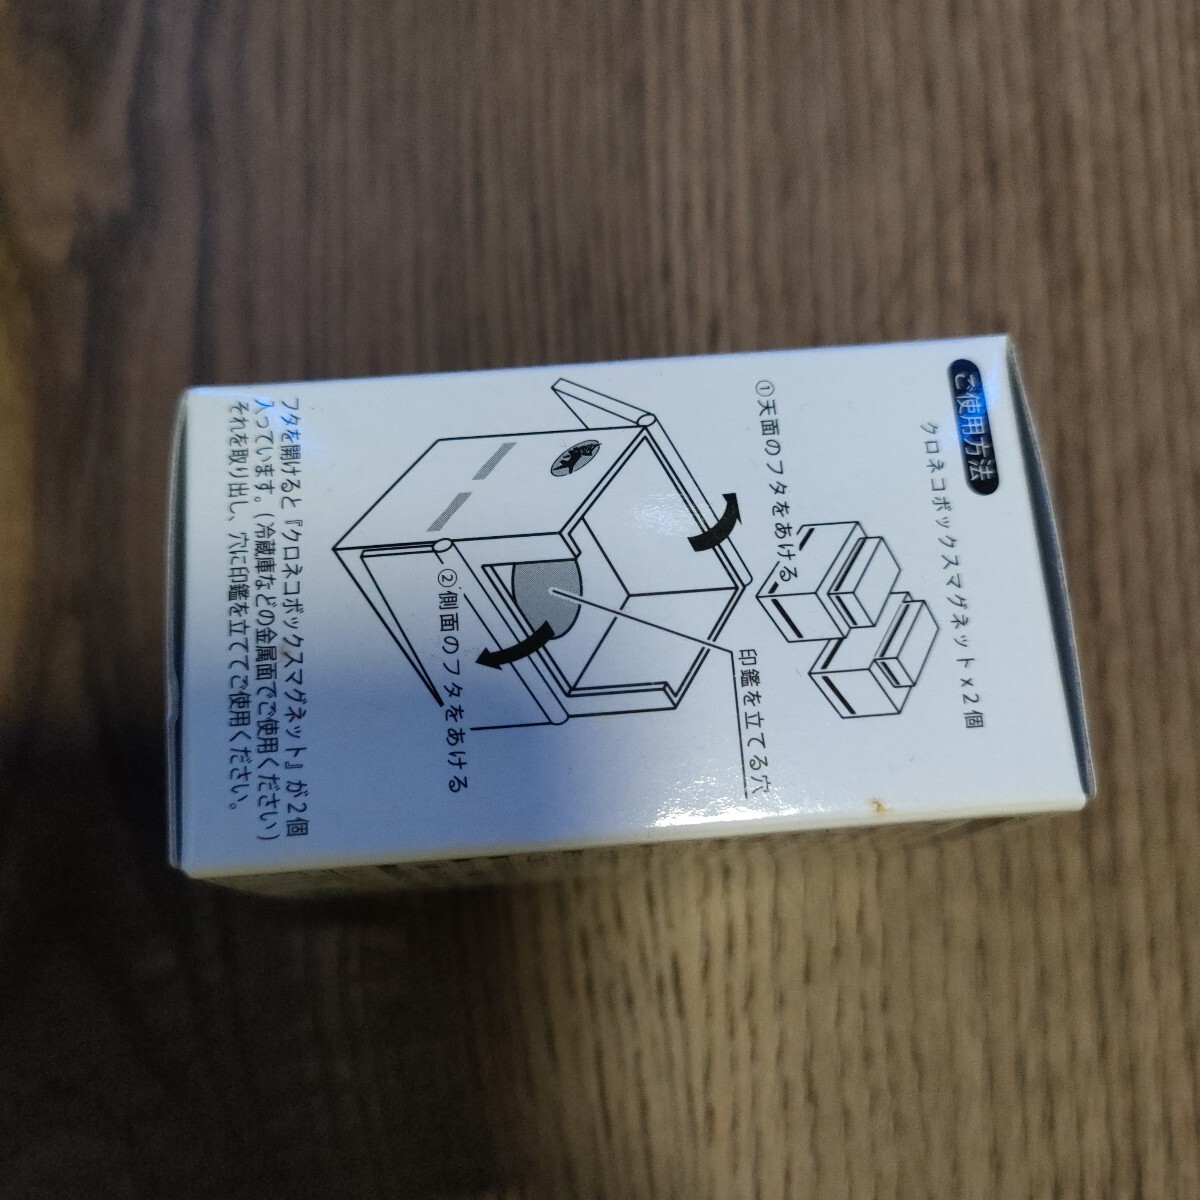 ご使用方法
クロネコボックスマグネット×2個
①天面のフタをあける
印鑑を立てる穴
②側面のフタをあける
フタを開けると『クロネコボックスマグネット』が2個
入っています。(冷蔵庫などの金属面でご使用ください)
それを取り出し、穴に印鑑を立ててご使用ください。